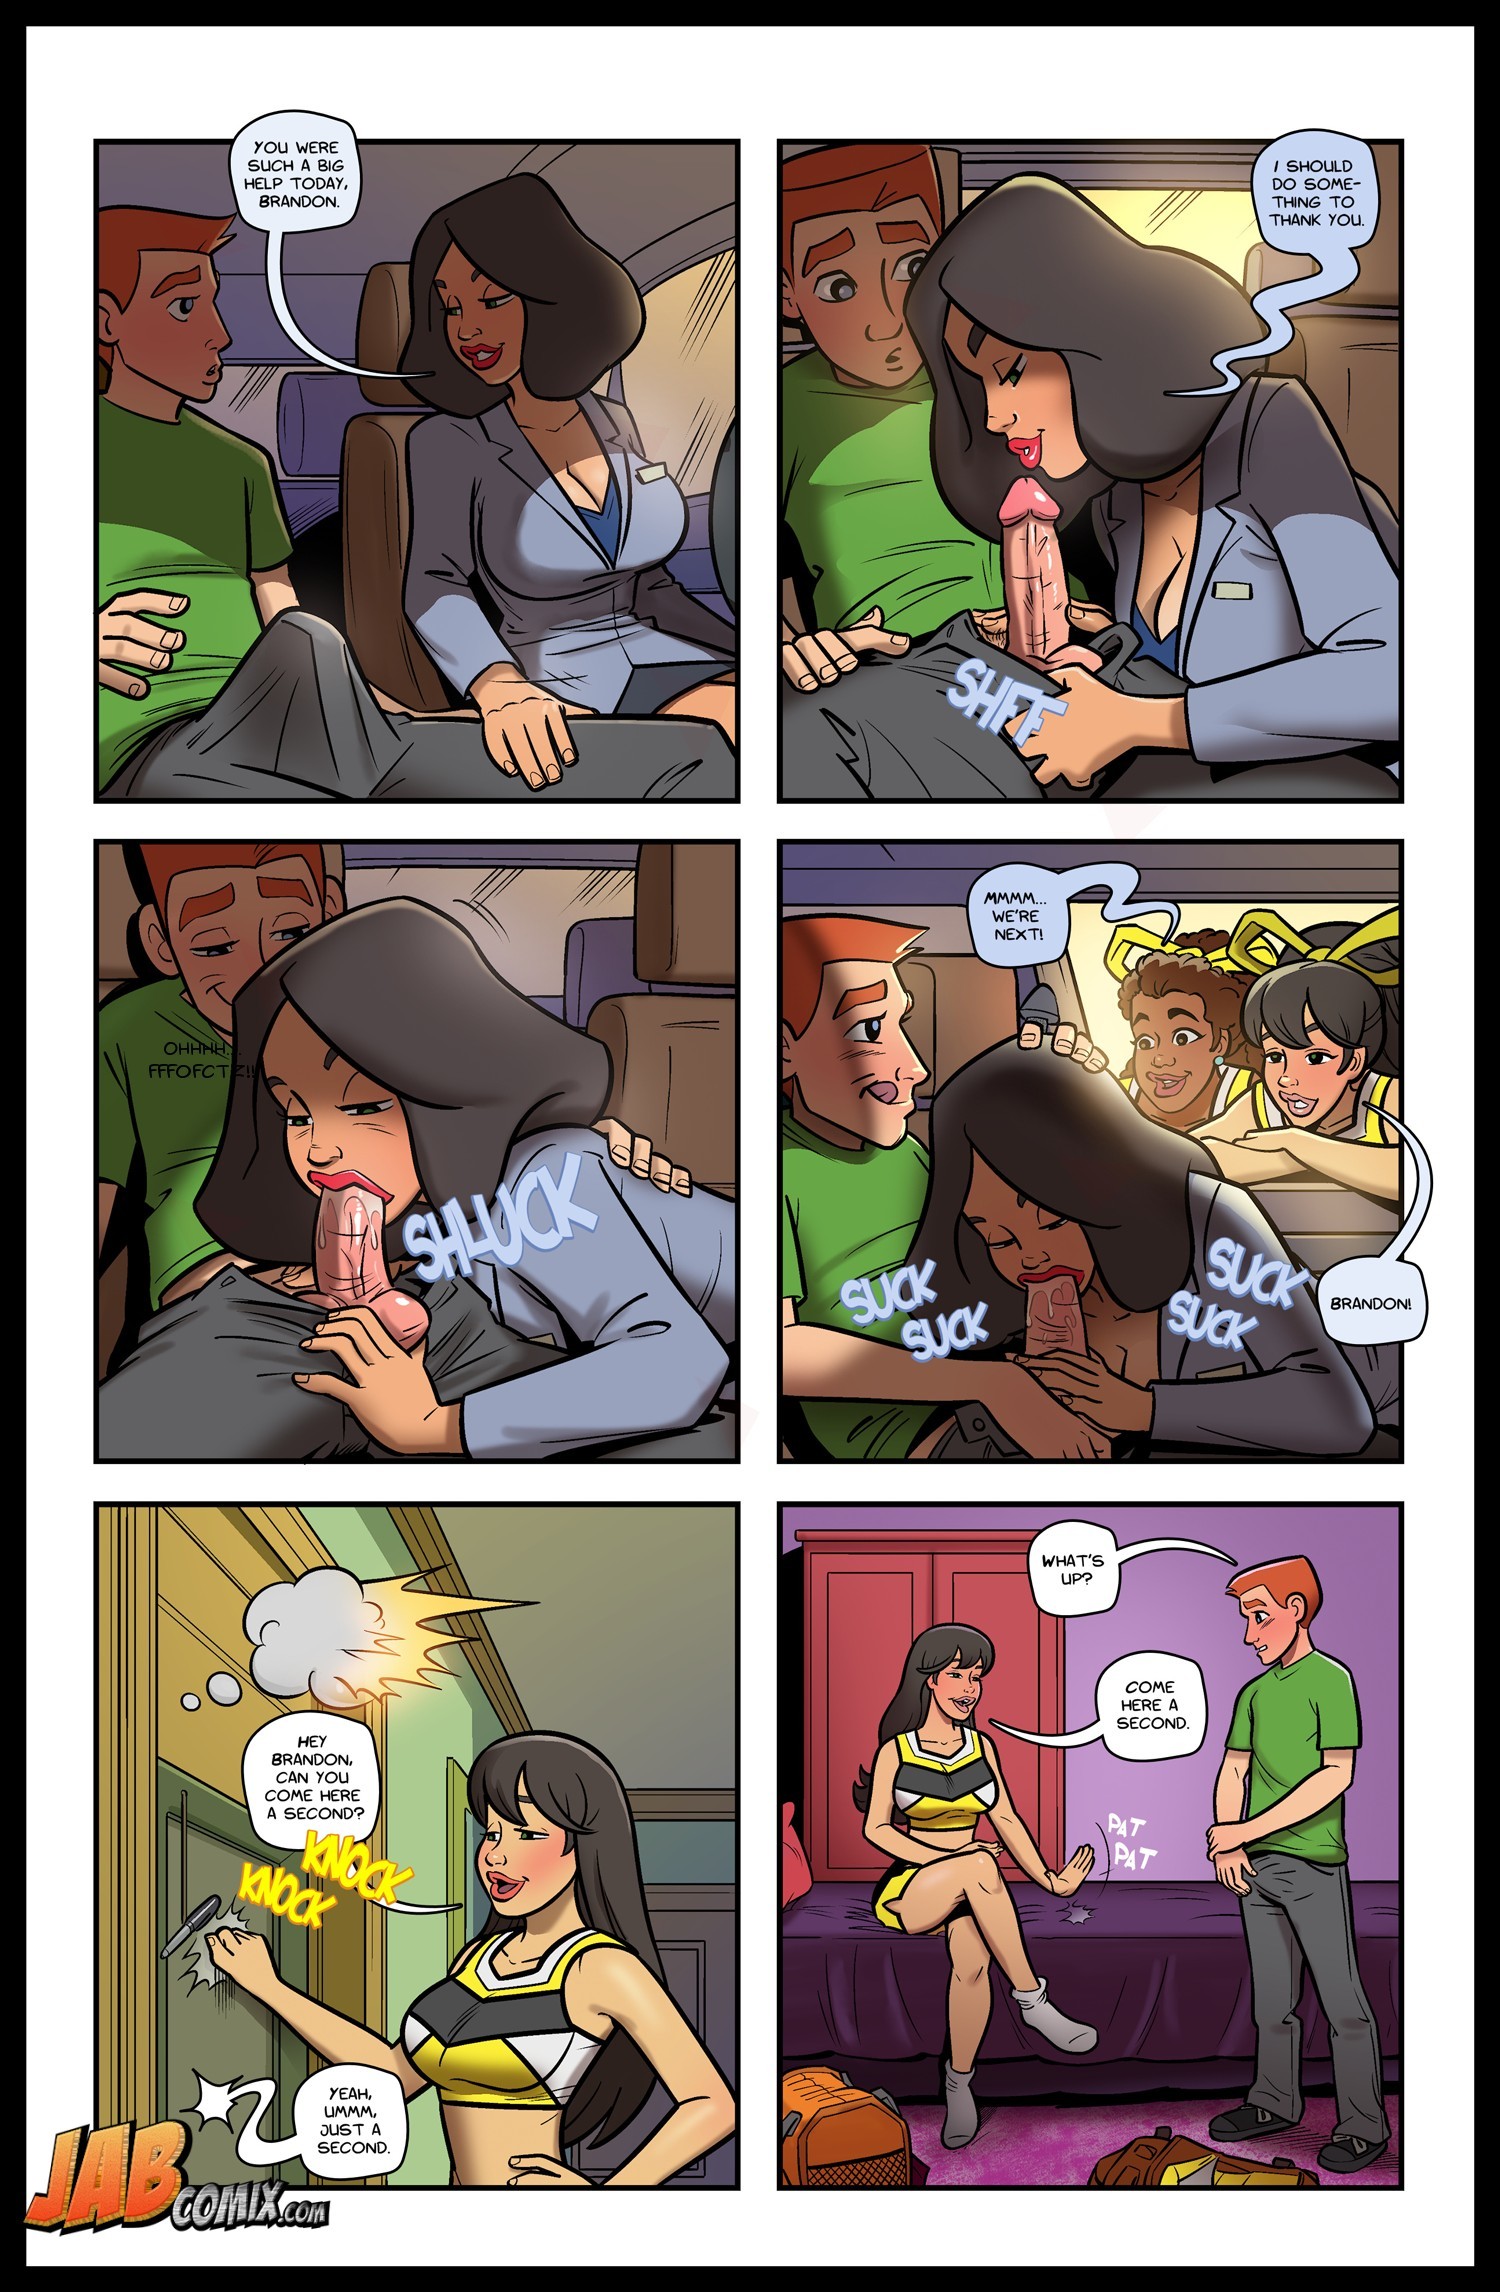 YOU WERE
SUCH A BIG
HELP TODAY,
BRANDON.
I SHOULD
DO SOME-
THING TO
THANK YOU.
SHFF
OHHHH...
SHLUCK
MMMM...
WE'RE
NEXT!
SUCK
SUCK
SUCK
SUCK
BRANDON!
HEY
BRANDON,
CAN YOU
COME HERE
A SECOND?
KNOCK
KNOCK
YEAH,
UMMM,
JUST A
SECOND.
WHAT'S
UP?
COME
HERE A
SECOND.
PAT
PAT
JAB
COMIX.COM